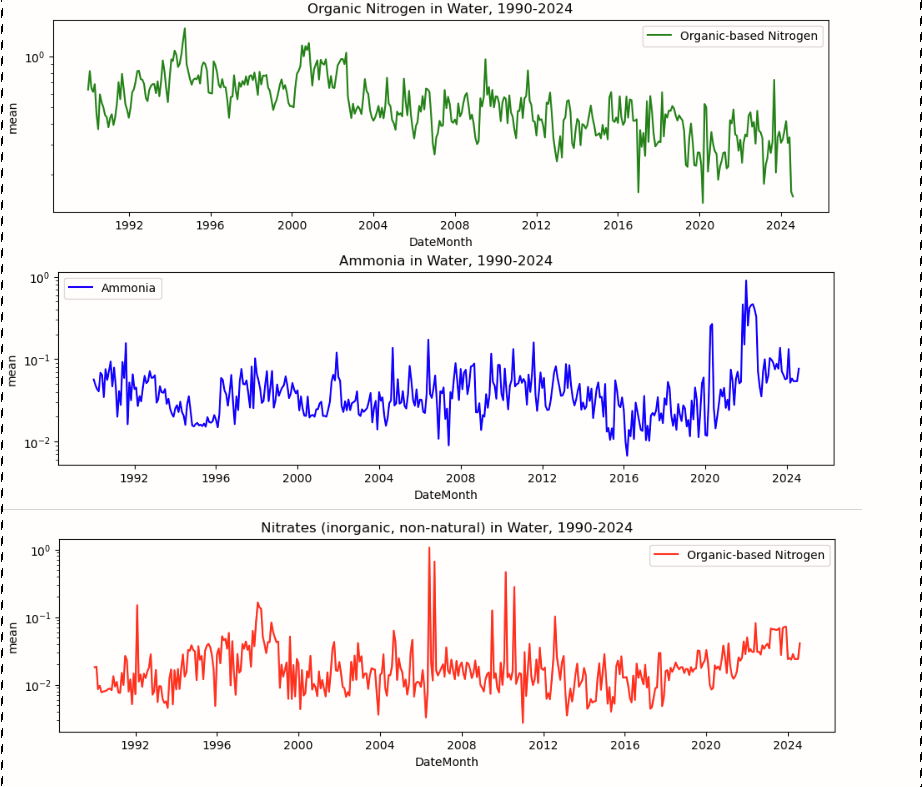 Organic Nitrogen in Water, 1990-2024
Organic-based Nitrogen
10⁰
mean
1992 1996 2000 2004 2008 2012 2016 2020 2024
DateMonth
Ammonia in Water, 1990-2024
10⁰
Ammonia
10⁻¹
mean
10⁻²
1992 1996 2000 2004 2008 2012 2016 2020 2024
DateMonth
Nitrates (inorganic, non-natural) in Water, 1990-2024
10⁰
Organic-based Nitrogen
10⁻¹
mean
10⁻²
1992 1996 2000 2004 2008 2012 2016 2020 2024
DateMonth